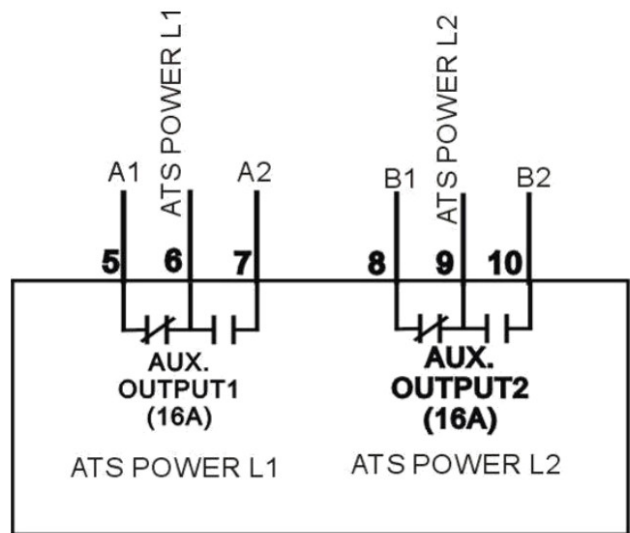 A1
ATS POWER L1
A2
B1
ATS POWER L2
B2
5
6
7
8
9
10
AUX.
OUTPUT1
(16A)
ATS POWER L1
AUX.
OUTPUT2
(16A)
ATS POWER L2